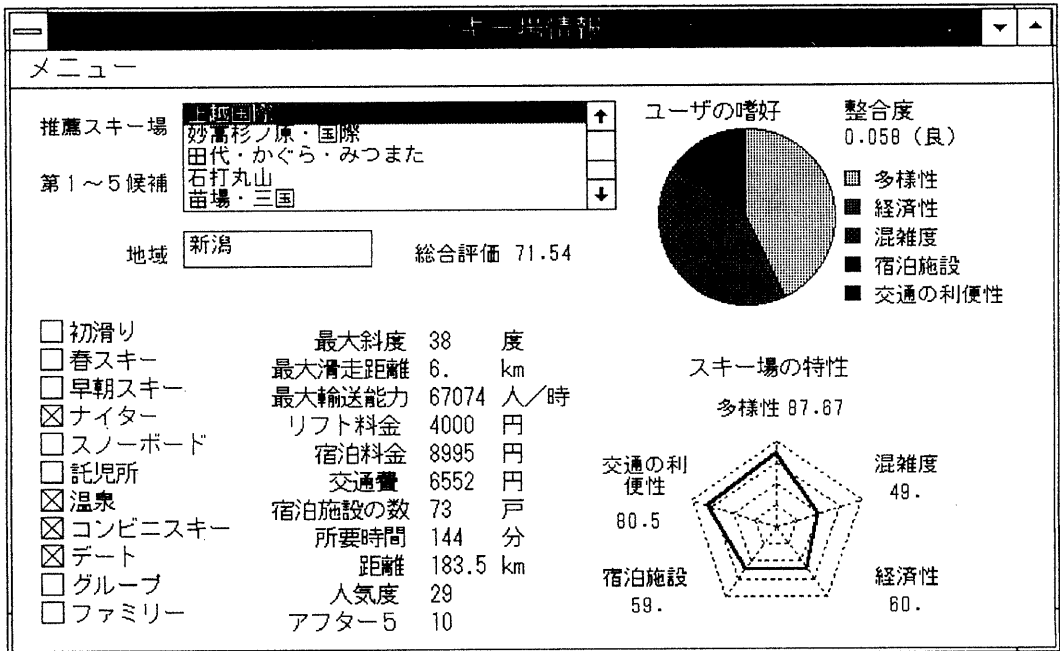 スキー場情報
メニュー
推薦スキー場
第1～5候補
上越国際
妙高杉ノ原・国際
田代・かぐら・みつまた
石打丸山
苗場・三国
地域 新潟
総合評価 71.54
ユーザの嗜好
整合度
0.058（良）
多様性
経済性
混雑度
宿泊施設
交通の利便性
初滑り
春スキー
早朝スキー
ナイター
スノーボード
託児所
温泉
コンビニスキー
デート
グループ
ファミリー
最大斜度 38 度
最大滑走距離 6. km
最大輸送能力 67074 人／時
リフト料金 4000 円
宿泊料金 8995 円
交通費 6552 円
宿泊施設の数 73 戸
所要時間 144 分
距離 183.5 km
人気度 29
アフター5 10
スキー場の特性
多様性 87.67
混雑度
49.
経済性
60.
宿泊施設
59.
交通の利
便性
80.5